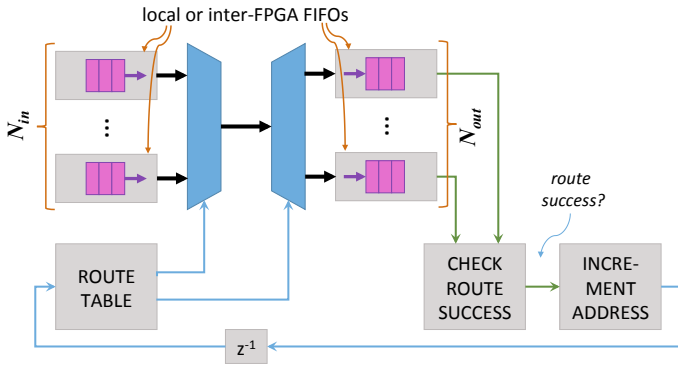 local or inter-FPGA FIFOs
N_in
...
...
N_out
route
success?
ROUTE
TABLE
CHECK
ROUTE
SUCCESS
INCRE-
MENT
ADDRESS
z⁻¹